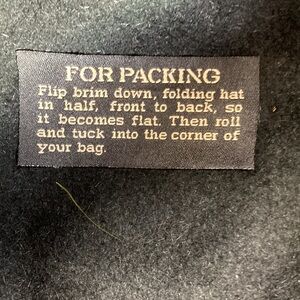 FOR PACKING
Flip brim down, folding hat
in half, front to back, so
it becomes flat. Then roll
and tuck into the corner of
your bag.